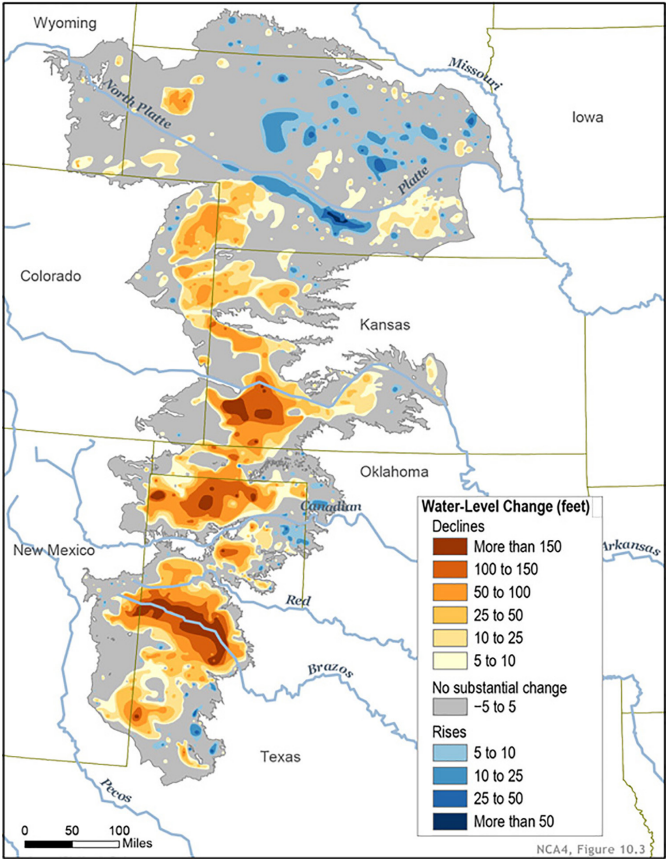 Wyoming
Missouri
North Platte
Iowa
Platte
Colorado
Kansas
Oklahoma
Canadian
New Mexico
Arkansas
Red
Brazos
Texas
Pecos
Water-Level Change (feet)
Declines
More than 150
100 to 150
50 to 100
25 to 50
10 to 25
5 to 10
No substantial change
−5 to 5
Rises
5 to 10
10 to 25
25 to 50
More than 50
0 50 100
Miles
NCA4, Figure 10.3